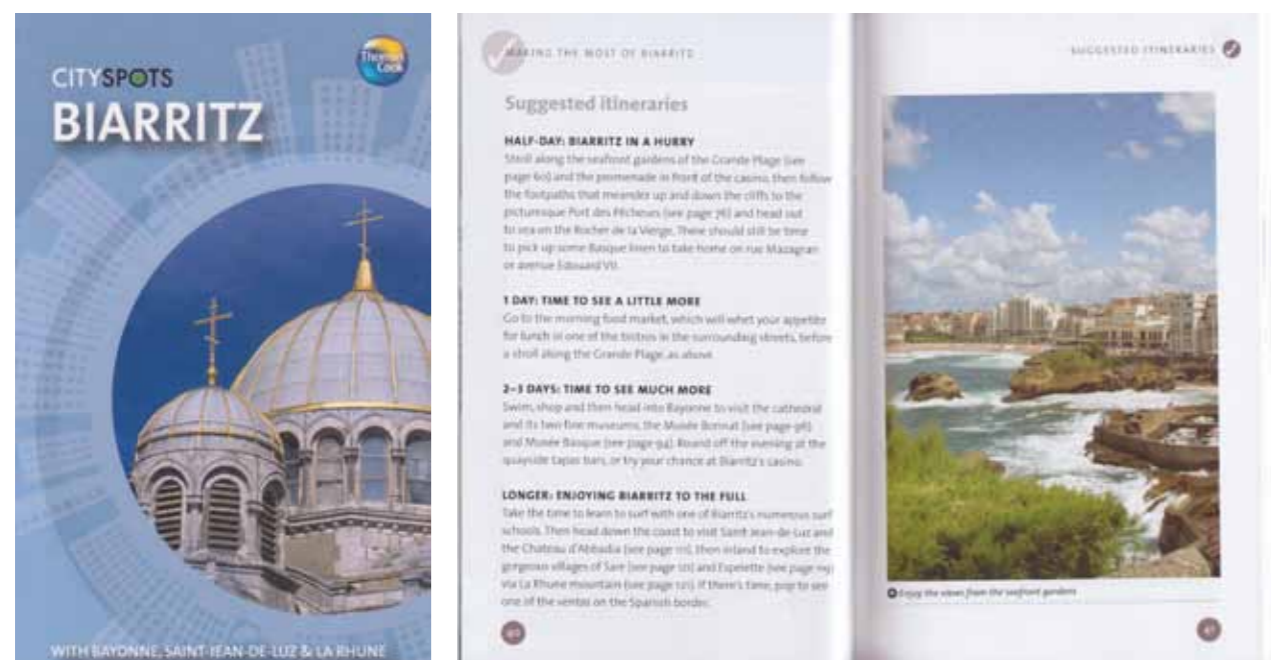 CITYSPOTS
BIARRITZ
Thomas
Cook
WITH BAYONNE, SAINT-JEAN-DE-LUZ & LA RHUNE
MAKING THE MOST OF BIARRITZ
Suggested itineraries
HALF-DAY: BIARRITZ IN A HURRY
Stroll along the seafront gardens of the Grande Plage (see
page 60) and the promenade in front of the casino, then follow
the footpaths that meander up and down the cliffs to the
picturesque Port des Pêcheurs (see page 76) and head out
to sea on the Rocher de la Vierge. There should still be time
to pick up some Basque linen to take home on rue Mazagran
or avenue Edouard VII.
1 DAY: TIME TO SEE A LITTLE MORE
Go to the morning food market, which will whet your appetite
for lunch in one of the bistros in the surrounding streets, before
a stroll along the Grande Plage, as above.
2–3 DAYS: TIME TO SEE MUCH MORE
Swim, shop and then head into Bayonne to visit the cathedral
and its two fine museums, the Musée Bonnat (see page 96)
and Musée Basque (see page 94). Round off the evening at the
quayside tapas bars, or try your chance at Biarritz's casino.
LONGER: ENJOYING BIARRITZ TO THE FULL
Take the time to learn to surf with one of Biarritz's numerous surf
schools. Then head down the coast to visit Saint-Jean-de-Luz and
the Chateau d'Abbadia (see page 111), then inland to explore the
gorgeous villages of Sare (see page 121) and Espelette (see page 119)
via La Rhune mountain (see page 121). If there's time, pop to see
one of the ventas on the Spanish border.
SUGGESTED ITINERARIES
Enjoy the views from the seafront gardens